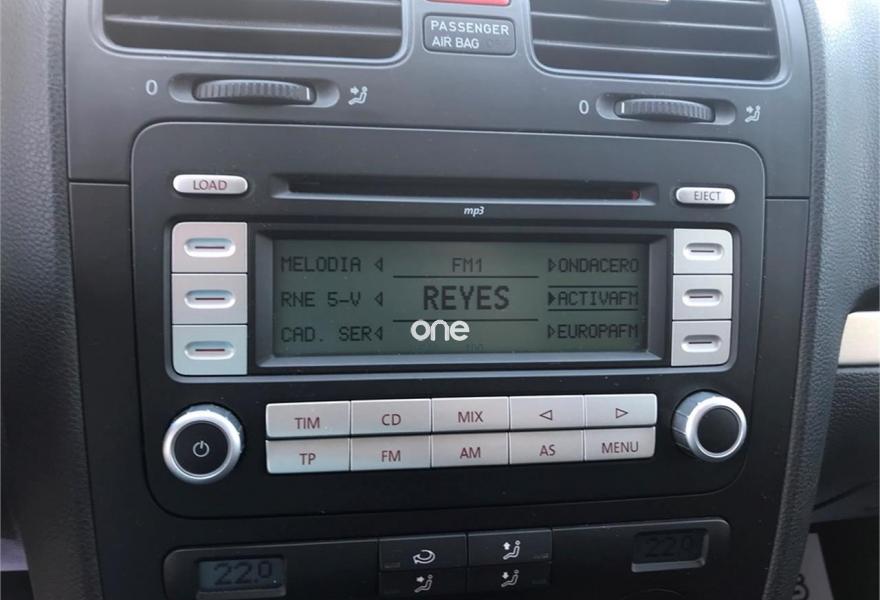 PASSENGER
AIR BAG
0
0
LOAD
EJECT
mp3
MELODIA FM1 ONDACERO
RNE 5-V REYES ACTIVAFM
CAD. SER one EUROPAFM
TIM CD MIX
TP FM AM AS MENU
22.0
22.0